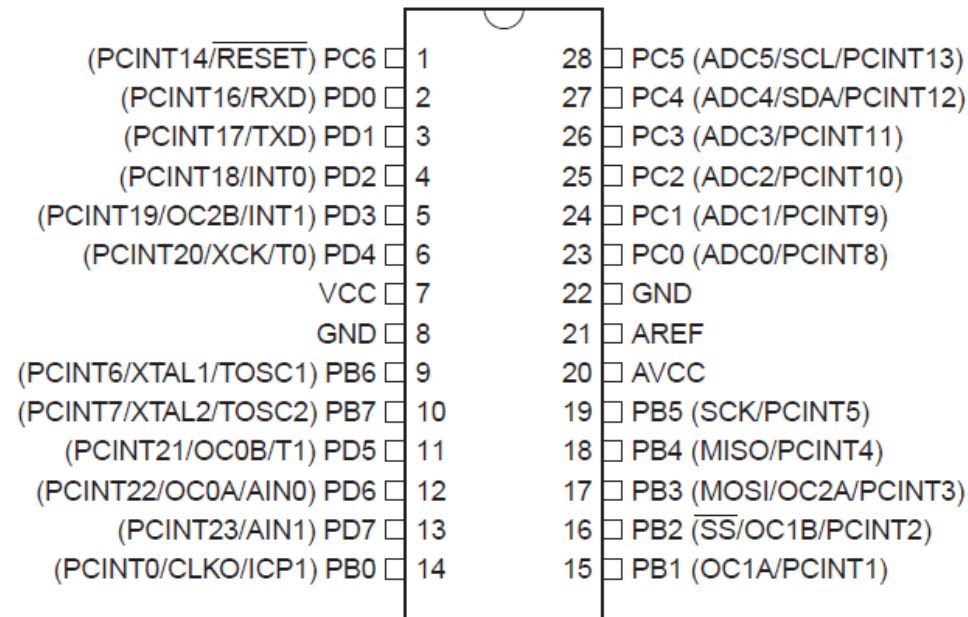 (PCINT14/RESET) PC6 1 28 PC5 (ADC5/SCL/PCINT13)
(PCINT16/RXD) PD0 2 27 PC4 (ADC4/SDA/PCINT12)
(PCINT17/TXD) PD1 3 26 PC3 (ADC3/PCINT11)
(PCINT18/INT0) PD2 4 25 PC2 (ADC2/PCINT10)
(PCINT19/OC2B/INT1) PD3 5 24 PC1 (ADC1/PCINT9)
(PCINT20/XCK/T0) PD4 6 23 PC0 (ADC0/PCINT8)
VCC 7 22 GND
GND 8 21 AREF
(PCINT6/XTAL1/TOSC1) PB6 9 20 AVCC
(PCINT7/XTAL2/TOSC2) PB7 10 19 PB5 (SCK/PCINT5)
(PCINT21/OC0B/T1) PD5 11 18 PB4 (MISO/PCINT4)
(PCINT22/OC0A/AIN0) PD6 12 17 PB3 (MOSI/OC2A/PCINT3)
(PCINT23/AIN1) PD7 13 16 PB2 (SS/OC1B/PCINT2)
(PCINT0/CLKO/ICP1) PB0 14 15 PB1 (OC1A/PCINT1)